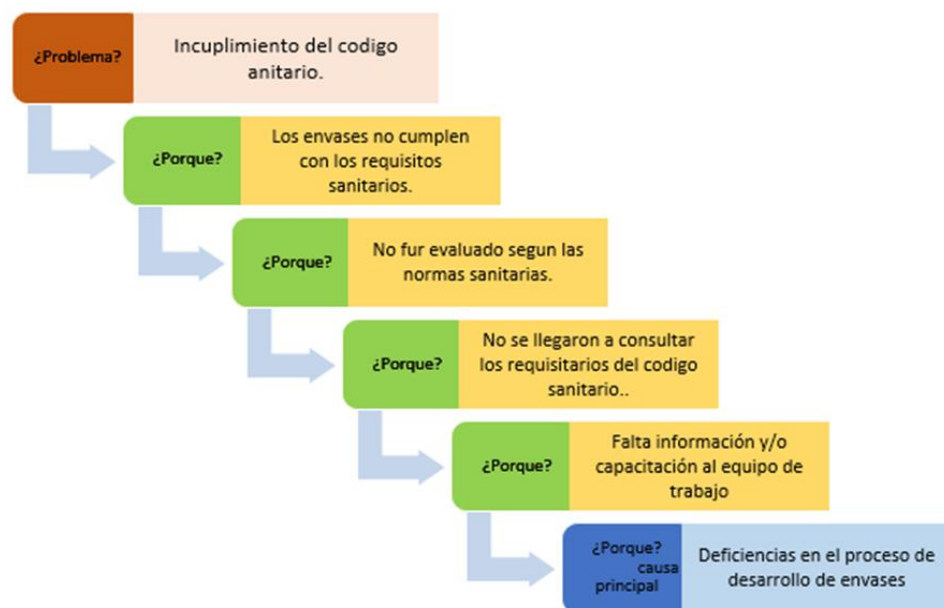 ¿Problema?
Incuplimiento del codigo
anitario.
¿Porque?
Los envases no cumplen
con los requisitos
sanitarios.
¿Porque?
No fur evaluado segun las
normas sanitarias.
¿Porque?
No se llegaron a consultar
los requisitarios del codigo
sanitario..
¿Porque?
Falta información y/o
capacitación al equipo de
trabajo
¿Porque?
causa
principal
Deficiencias en el proceso de
desarrollo de envases